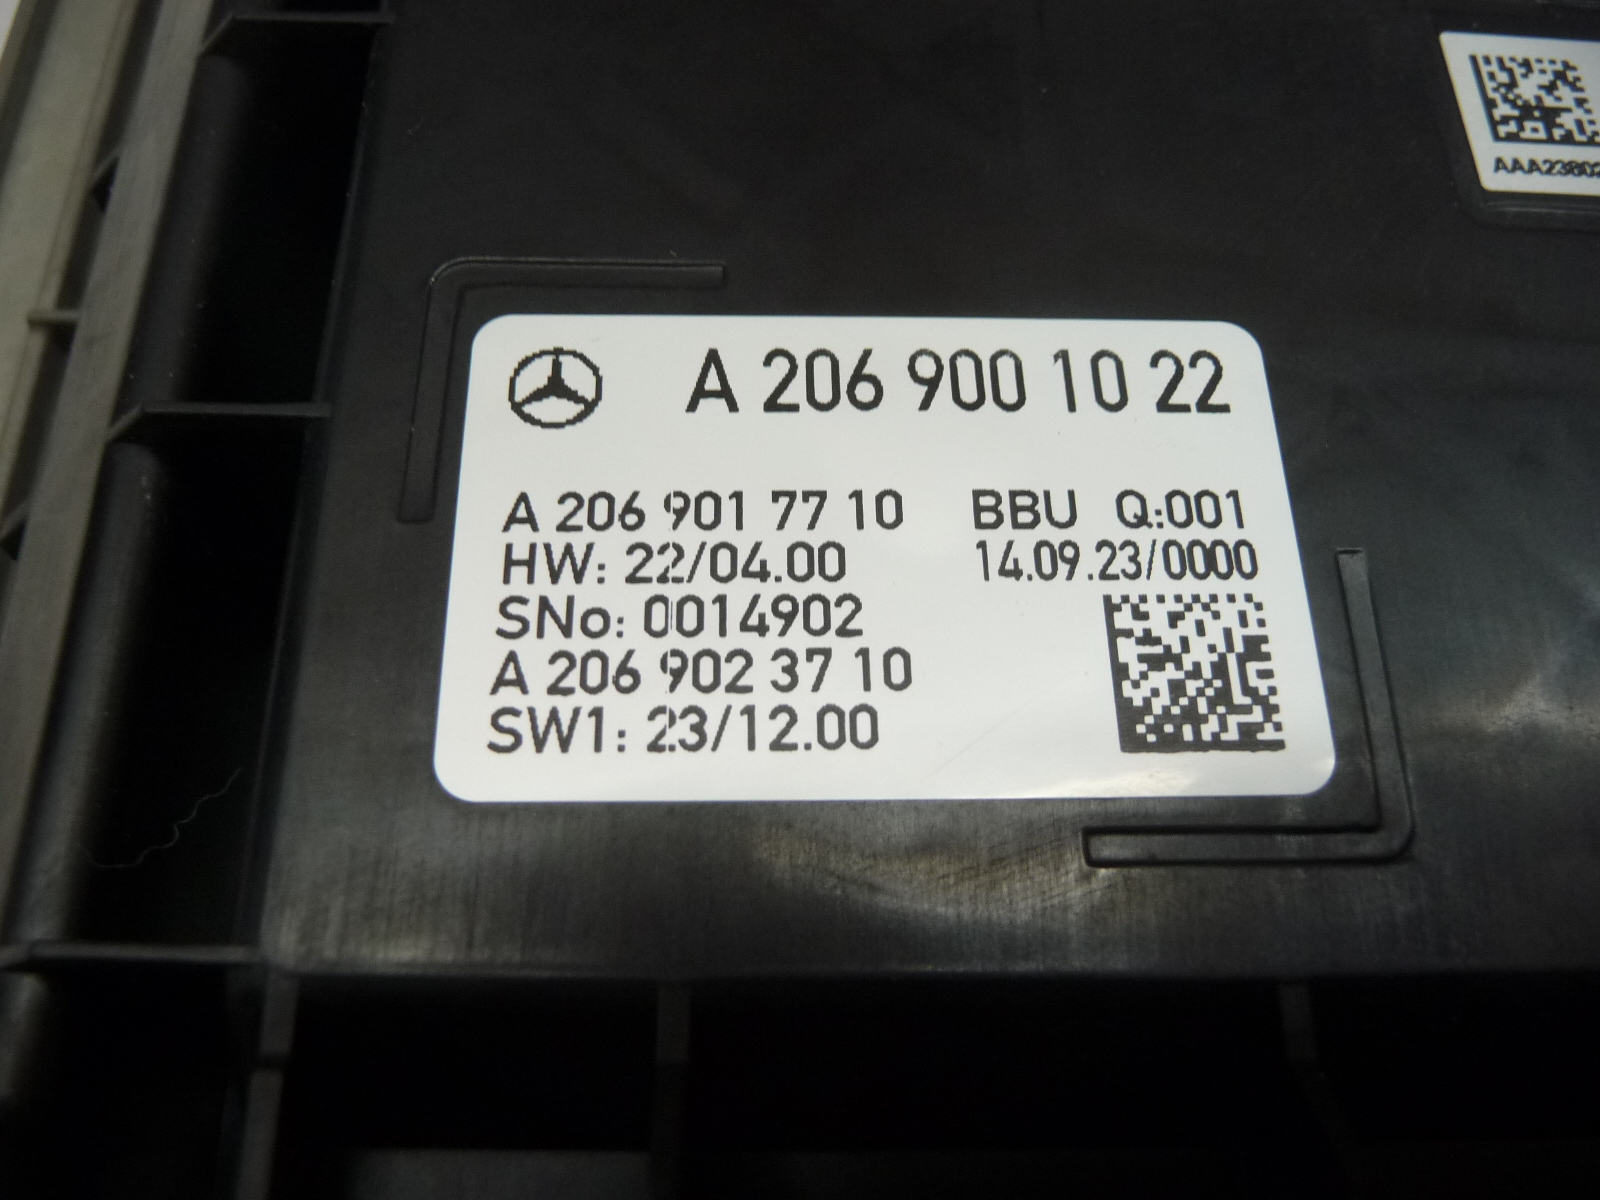 A 206 900 10 22
A 206 901 77 10 BBU Q:001
HW: 22/04.00 14.09.23/0000
SNo: 0014902
A 206 902 37 10
SW1: 23/12.00